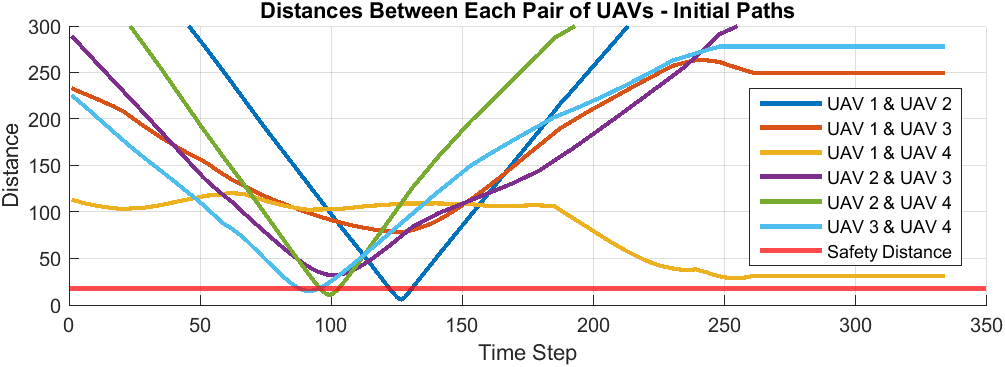 Distances Between Each Pair of UAVs - Initial Paths
Distance
300
250
200
150
100
50
0
UAV 1 & UAV 2
UAV 1 & UAV 3
UAV 1 & UAV 4
UAV 2 & UAV 3
UAV 2 & UAV 4
UAV 3 & UAV 4
Safety Distance
0 50 100 150 200 250 300 350
Time Step